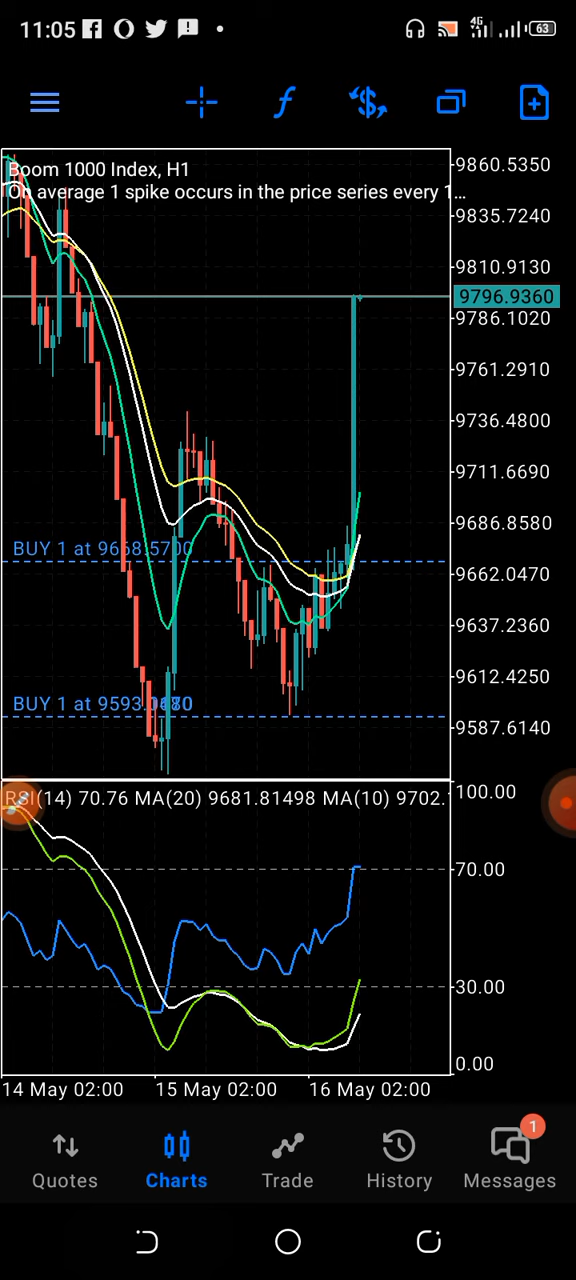 11:05
4G
63
Boom 1000 Index, H1
On average 1 spike occurs in the price series every 1...
9860.5350
9835.7240
9810.9130
9796.9360
9786.1020
9761.2910
9736.4800
9711.6690
9686.8580
BUY 1 at 9668.5700
9662.0470
9637.2360
9612.4250
BUY 1 at 9593.
9587.6140
RSI(14) 70.76 MA(20) 9681.81498 MA(10) 9702.
100.00
70.00
30.00
0.00
14 May 02:00 15 May 02:00 16 May 02:00
1
Quotes Charts Trade History Messages